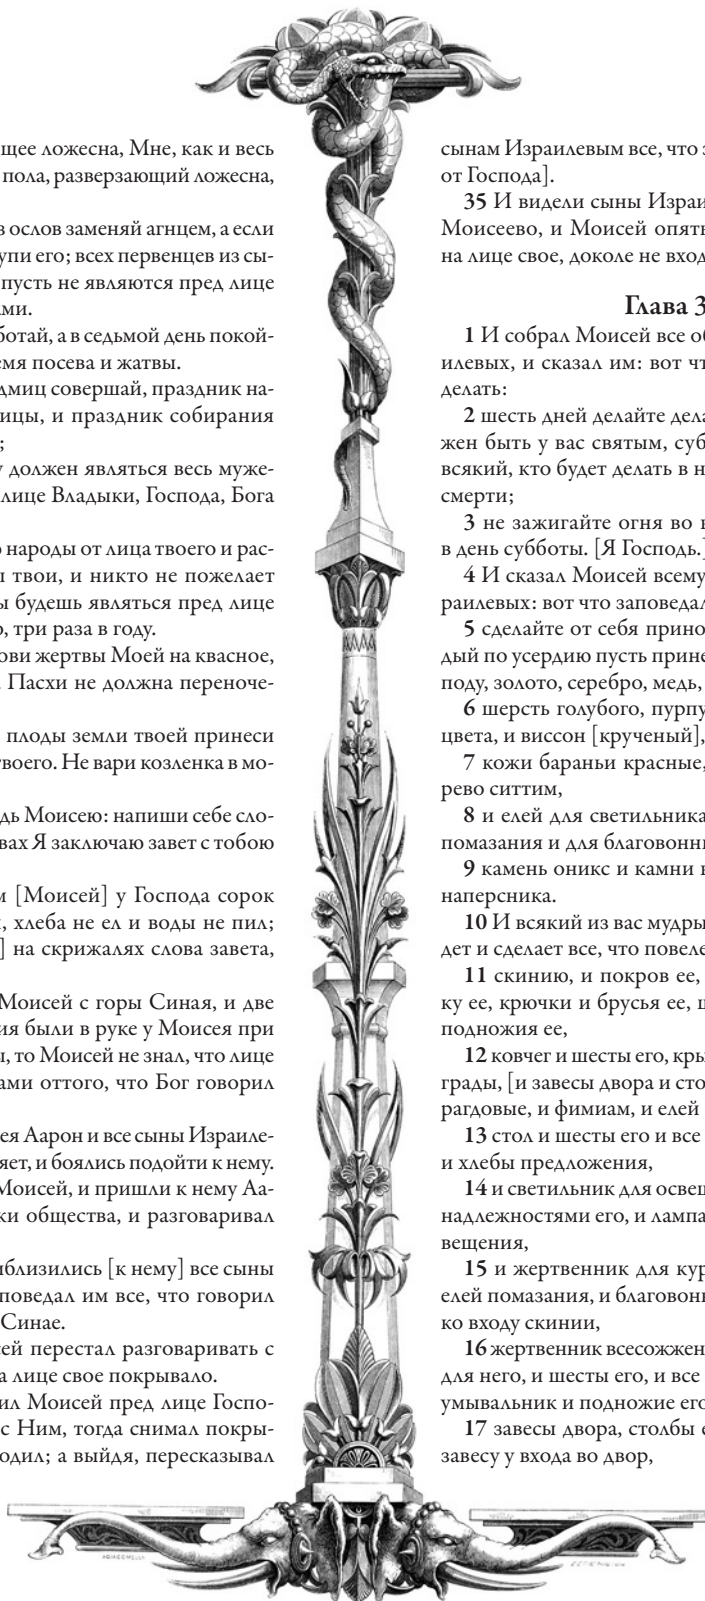 щее ложесна, Мне, как и весь
пола, разверзающий ложесна,
з ослов заменяй агнцем, а если
упи его; всех первенцев из сы-
пусть не являются пред лице
ами.
ботай, а в седьмой день покой-
емя посева и жатвы.
дмиц совершай, праздник на-
ицы, и праздник собирания
;
у должен являться весь муже-
лице Владыки, Господа, Бога
о народы от лица твоего и рас-
ы твои, и никто не пожелает
ы будешь являться пред лице
о, три раза в году.
ови жертвы Моей на квасное,
Пасхи не должна переноче-
плоды земли твоей принеси
твоего. Не вари козленка в мо-
дь Моисею: напиши себе сло-
вах Я заключаю завет с тобою
м [Моисей] у Господа сорок
, хлеба не ел и воды не пил;
] на скрижалях слова завета,
Моисей с горы Синая, и две
ия были в руке у Моисея при
ы, то Моисей не знал, что лице
ами оттого, что Бог говорил
ея Аарон и все сыны Израиле-
яет, и боялись подойти к нему.
Моисей, и пришли к нему Аа-
ки общества, и разговаривал
иблизились [к нему] все сыны
поведал им все, что говорил
Синае.
сей перестал разговаривать с
а лице свое покрывало.
ил Моисей пред лице Госпо-
с Ним, тогда снимал покры-
одил; а выйдя, пересказывал
сынам Израилевым все, что з
от Господа].
35 И видели сыны Израи
Моисеево, и Моисей опят
на лице свое, доколе не вход
Глава 3
1 И собрал Моисей все об
илевых, и сказал им: вот чт
делать:
2 шесть дней делайте дела
жен быть у вас святым, суб
всякий, кто будет делать в н
смерти;
3 не зажигайте огня во в
в день субботы. [Я Господь.]
4 И сказал Моисей всему
раилевых: вот что заповедал
5 сделайте от себя прино
дый по усердию пусть прине
поду, золото, серебро, медь,
6 шерсть голубого, пурпу
цвета, и виссон [крученый],
7 кожи бараньи красные,
рево ситтим,
8 и елей для светильника
помазания и для благовонны
9 камень оникс и камни в
наперсника.
10 И всякий из вас мудры
дет и сделает все, что повеле
11 скинию, и покров ее,
ку ее, крючки и брусья ее, ш
подножия ее,
12 ковчег и шесты его, кры
грады, [и завесы двора и сто
рагдовые, и фимиам, и елей
13 стол и шесты его и все
и хлебы предложения,
14 и светильник для освещ
надлежностями его, и лампа
вещения,
15 и жертвенник для кур
елей помазания, и благовонн
ко входу скинии,
16 жертвенник всесожжен
для него, и шесты его, и все
умывальник и подножие его
17 завесы двора, столбы е
завесу у входа во двор,